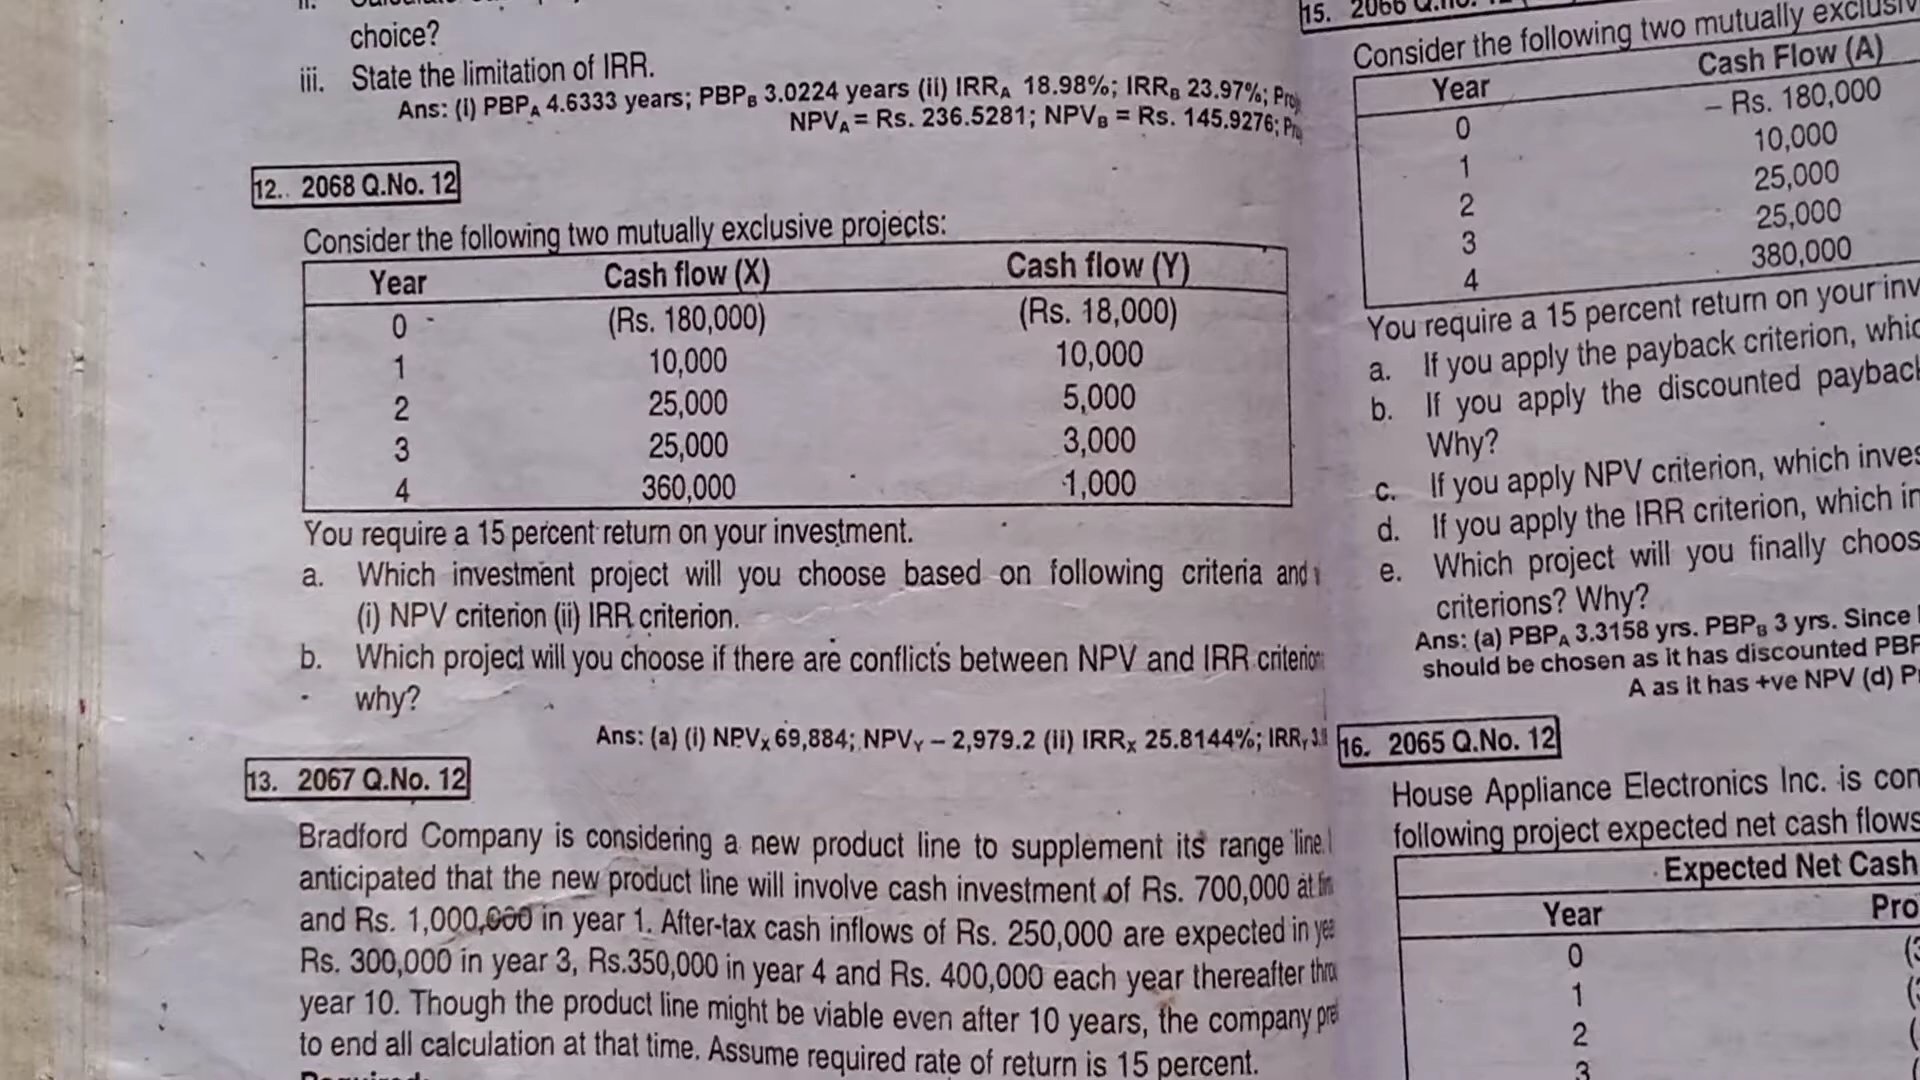 choice?
iii. State the limitation of IRR.
Ans: (i) PBPA 4.6333 years; PBPB 3.0224 years (ii) IRRA 18.98%; IRRB 23.97%;
NPVA = Rs. 236.5281; NPVB = Rs. 145.9276;
12.. 2068 Q.No. 12
Consider the following two mutually exclusive projects:
Year Cash flow (X) Cash flow (Y)
0 (Rs. 180,000) (Rs. 18,000)
1 10,000 10,000
2 25,000 5,000
3 25,000 3,000
4 360,000 1,000
You require a 15 percent return on your investment.
a. Which investment project will you choose based on following criteria and
(i) NPV criterion (ii) IRR criterion.
b. Which project will you choose if there are conflicts between NPV and IRR criterion
why?
Ans: (a) (i) NPVX 69,884; NPVY – 2,979.2 (ii) IRRX 25.8144%; IRRY
13. 2067 Q.No. 12
Bradford Company is considering a new product line to supplement its range line.
anticipated that the new product line will involve cash investment of Rs. 700,000 at
and Rs. 1,000,000 in year 1. After-tax cash inflows of Rs. 250,000 are expected in
Rs. 300,000 in year 3, Rs.350,000 in year 4 and Rs. 400,000 each year thereafter
year 10. Though the product line might be viable even after 10 years, the company
to end all calculation at that time. Assume required rate of return is 15 percent.
15. 2066
Consider the following two mutually
Year Cash Flow (A)
0 – Rs. 180,000
1 10,000
2 25,000
3 25,000
4 380,000
You require a 15 percent return on your
a. If you apply the payback criterion,
b. If you apply the discounted
Why?
c. If you apply NPV criterion, which
d. If you apply the IRR criterion, which
e. Which project will you finally
criterions? Why?
Ans: (a) PBPA 3.3158 yrs. PBPB 3 yrs. Since
should be chosen as it has discounted
A as it has +ve NPV (d)
16. 2065 Q.No. 12
House Appliance Electronics Inc. is
following project expected net cash flows
Expected Net Cash
Year
0
1
2
3